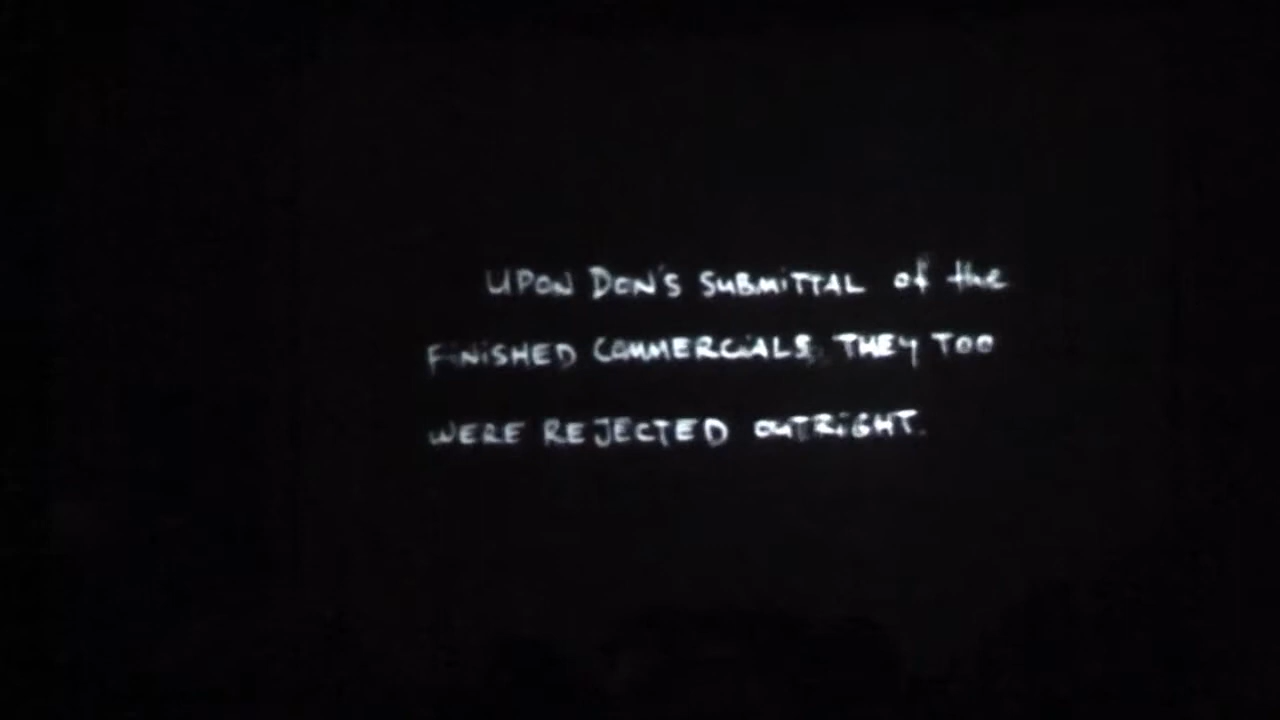 UPON DON'S SUBMITTAL of the
FINISHED COMMERCIALS, THEY TOO
WERE REJECTED OUTRIGHT.